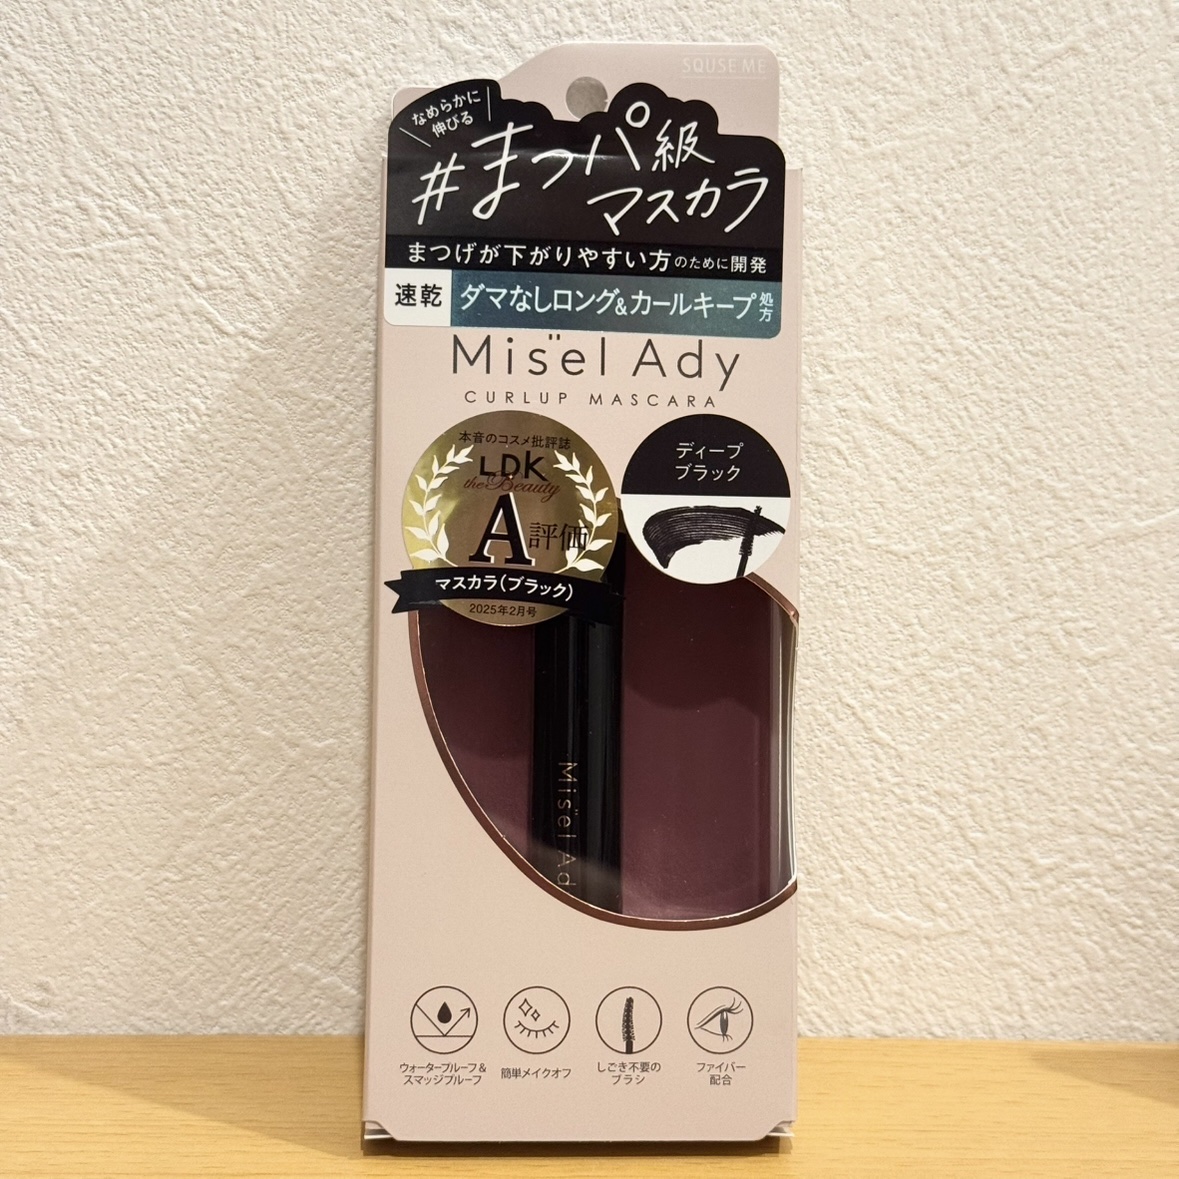 SQUSE ME
なめらかに
伸びる
#まつパ級
マスカラ
まつげが下がりやすい方のために開発
速乾 ダマなしロング&カールキープ処方
Mis'el Ady
CURLUP MASCARA
本音のコスメ批評誌
LDK
the Beauty
A評価
マスカラ(ブラック)
2025年2月号
ディープ
ブラック
Mis'el Ad
ウォータープルーフ&
スマッジプルーフ
簡単メイクオフ
しごき不要の
ブラシ
ファイバー
配合